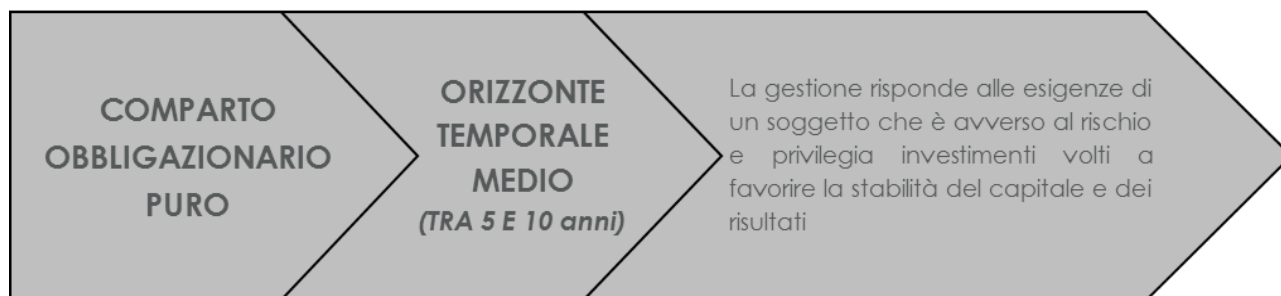 COMPARTO
OBBLIGAZIONARIO
PURO
ORIZZONTE
TEMPORALE
MEDIO
(TRA 5 E 10 anni)
La gestione risponde alle esigenze di
un soggetto che è avverso al rischio
e privilegia investimenti volti a
favorire la stabilità del capitale e dei
risultati